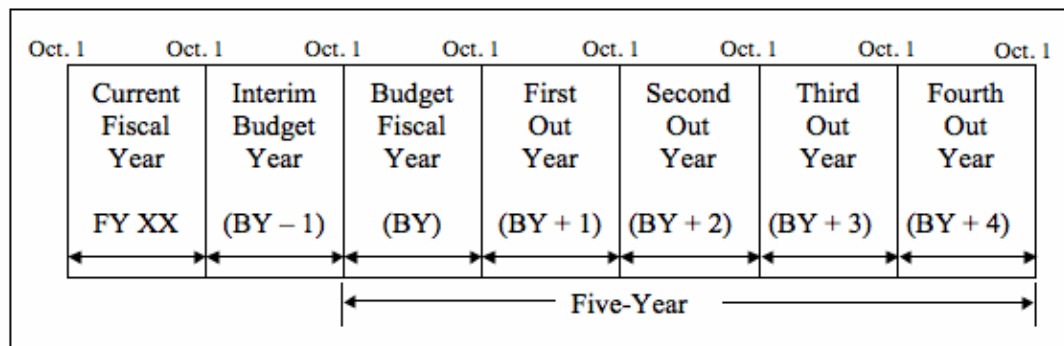 Oct. 1 Oct. 1 Oct. 1 Oct. 1 Oct. 1 Oct. 1 Oct. 1 Oct. 1
Current Interim Budget First Second Third Fourth
Fiscal Budget Fiscal Out Out Out Out
Year Year Year Year Year Year Year
FY XX (BY – 1) (BY) (BY + 1) (BY + 2) (BY + 3) (BY + 4)
Five-Year